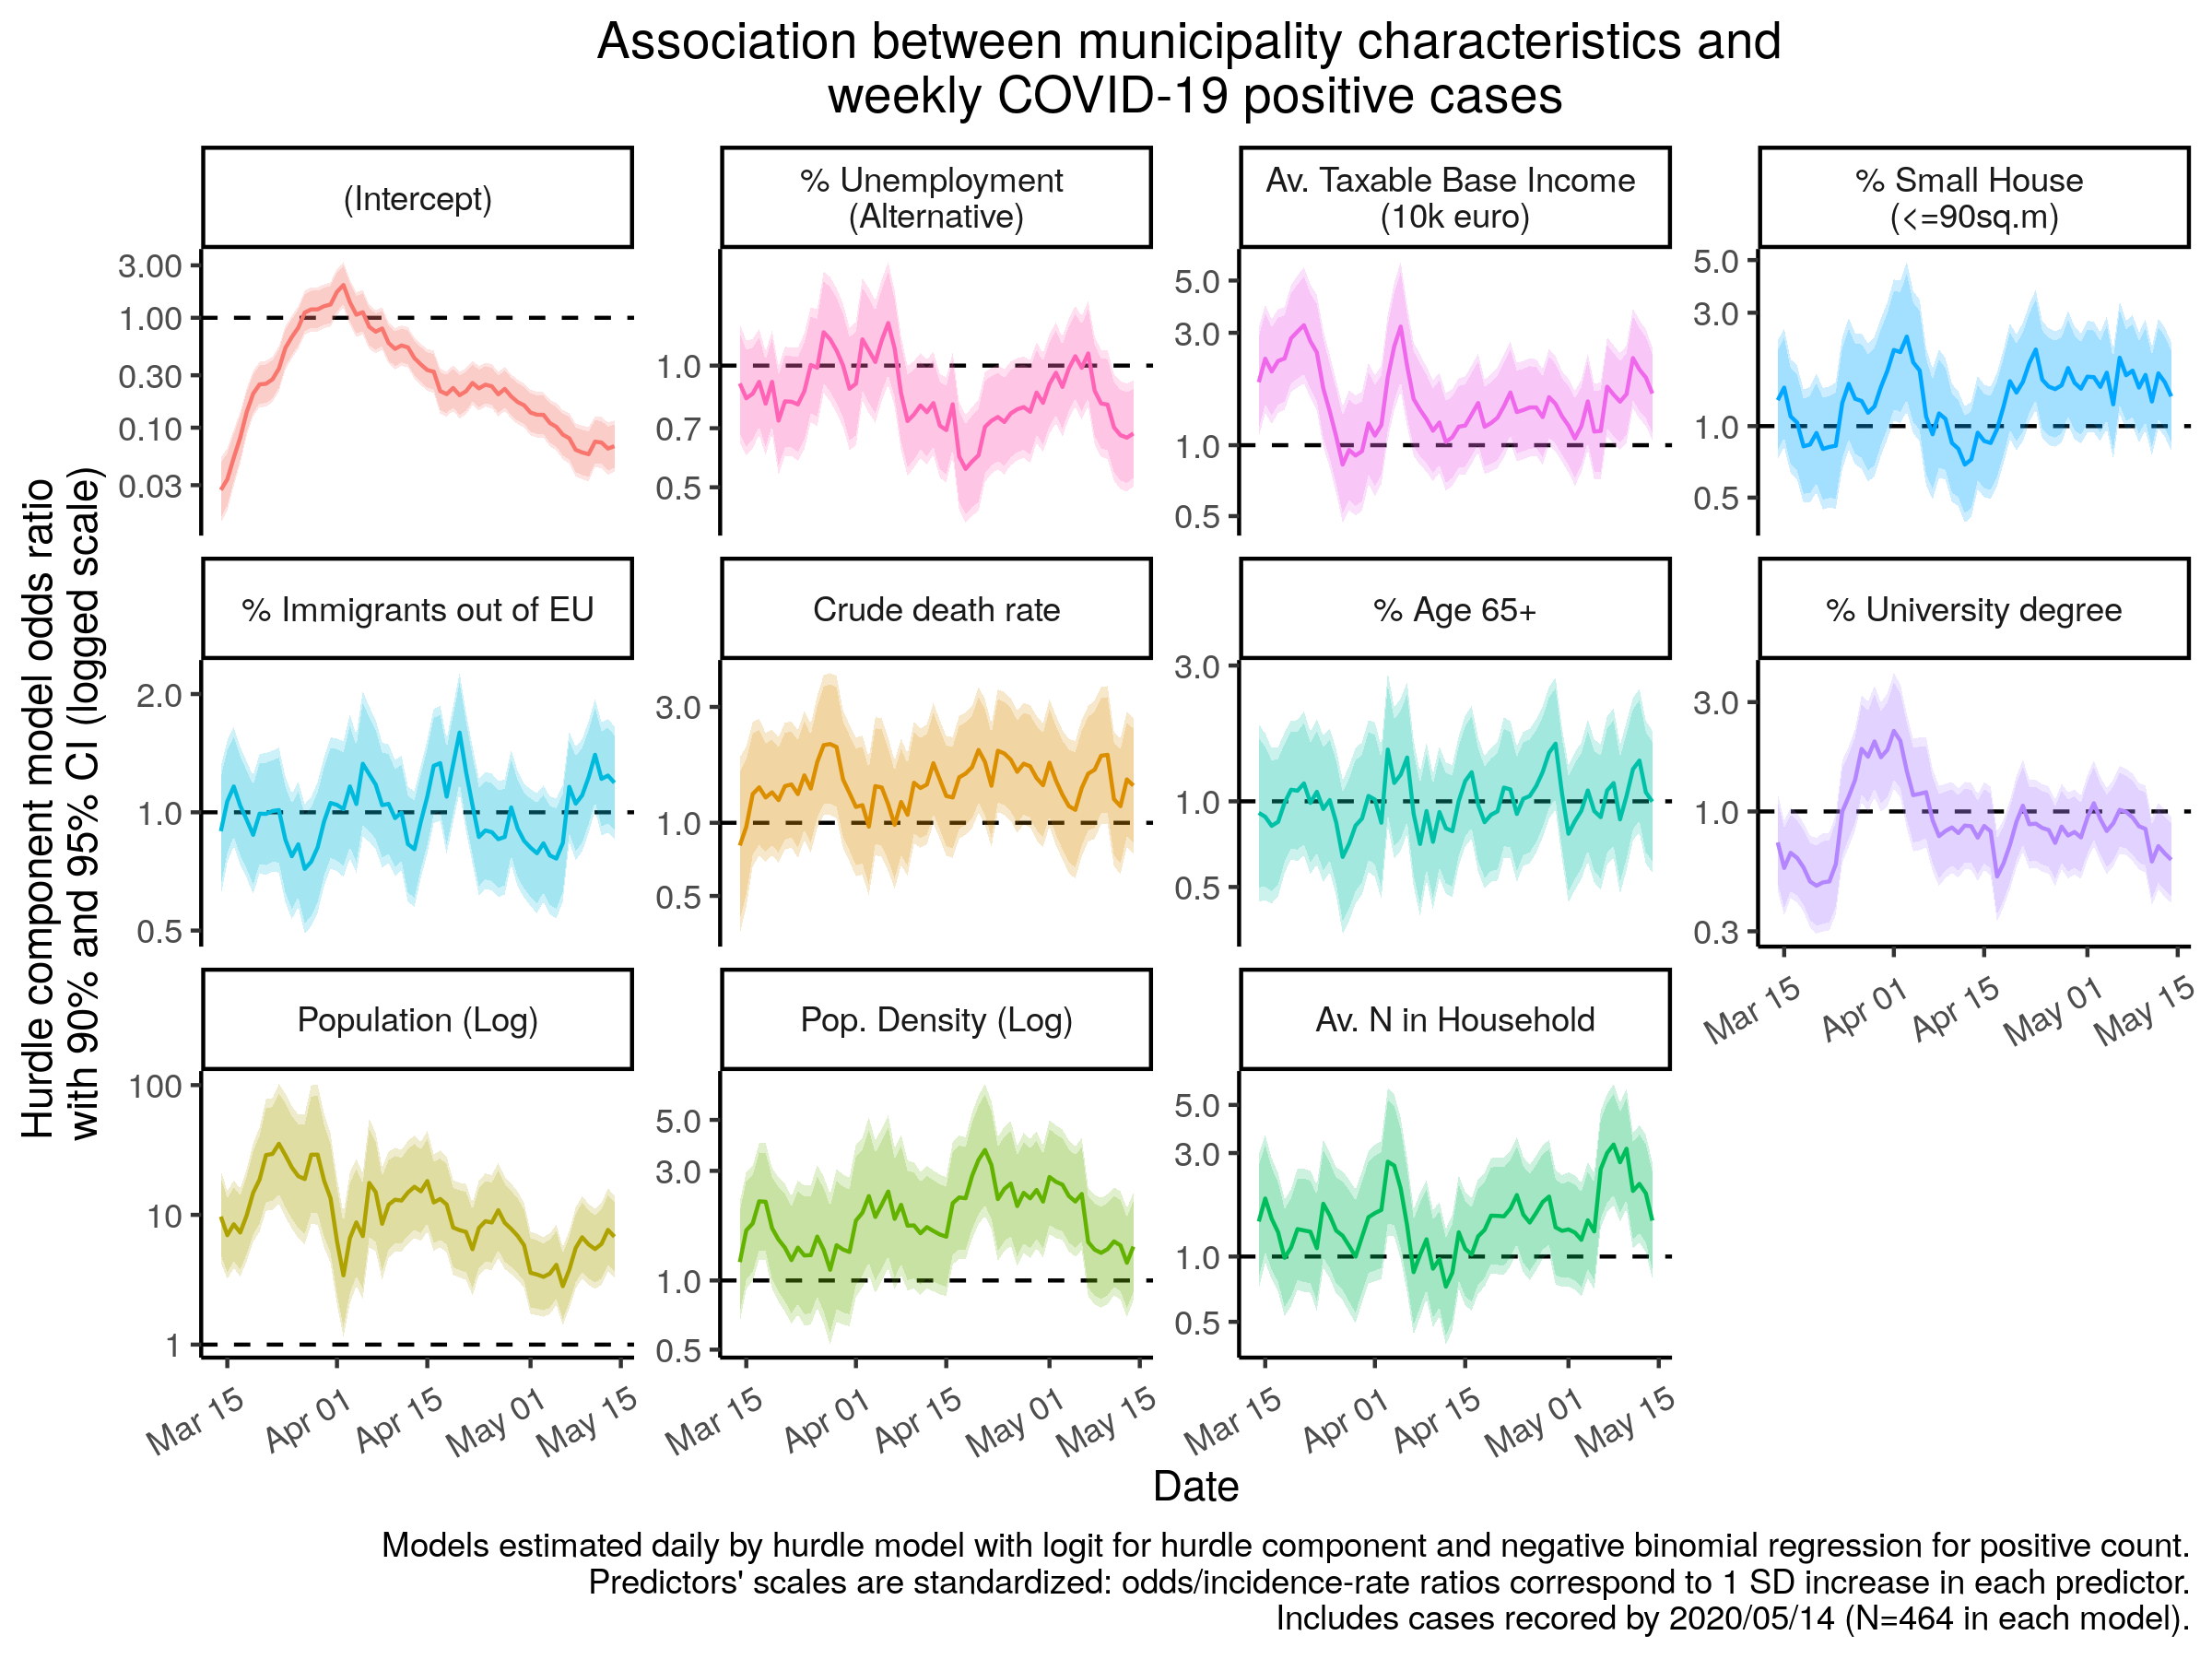 Association between municipality characteristics and
weekly COVID-19 positive cases
Hurdle component model odds ratio
with 90% and 95% CI (logged scale)
(Intercept)
3.00
1.00
0.30
0.10
0.03
% Unemployment
(Alternative)
1.0
0.7
0.5
Av. Taxable Base Income
(10k euro)
5.0
3.0
1.0
0.5
% Small House
(<=90sq.m)
5.0
3.0
1.0
0.5
% Immigrants out of EU
2.0
1.0
0.5
Crude death rate
3.0
1.0
0.5
% Age 65+
3.0
1.0
0.5
% University degree
3.0
1.0
0.3
Mar 15
Apr 01
Apr 15
May 01
May 15
Population (Log)
100
10
1
Mar 15
Apr 01
Apr 15
May 01
May 15
Pop. Density (Log)
5.0
3.0
1.0
0.5
Mar 15
Apr 01
Apr 15
May 01
May 15
Av. N in Household
5.0
3.0
1.0
0.5
Mar 15
Apr 01
Apr 15
May 01
May 15
Date
Models estimated daily by hurdle model with logit for hurdle component and negative binomial regression for positive count.
Predictors' scales are standardized: odds/incidence-rate ratios correspond to 1 SD increase in each predictor.
Includes cases recored by 2020/05/14 (N=464 in each model).